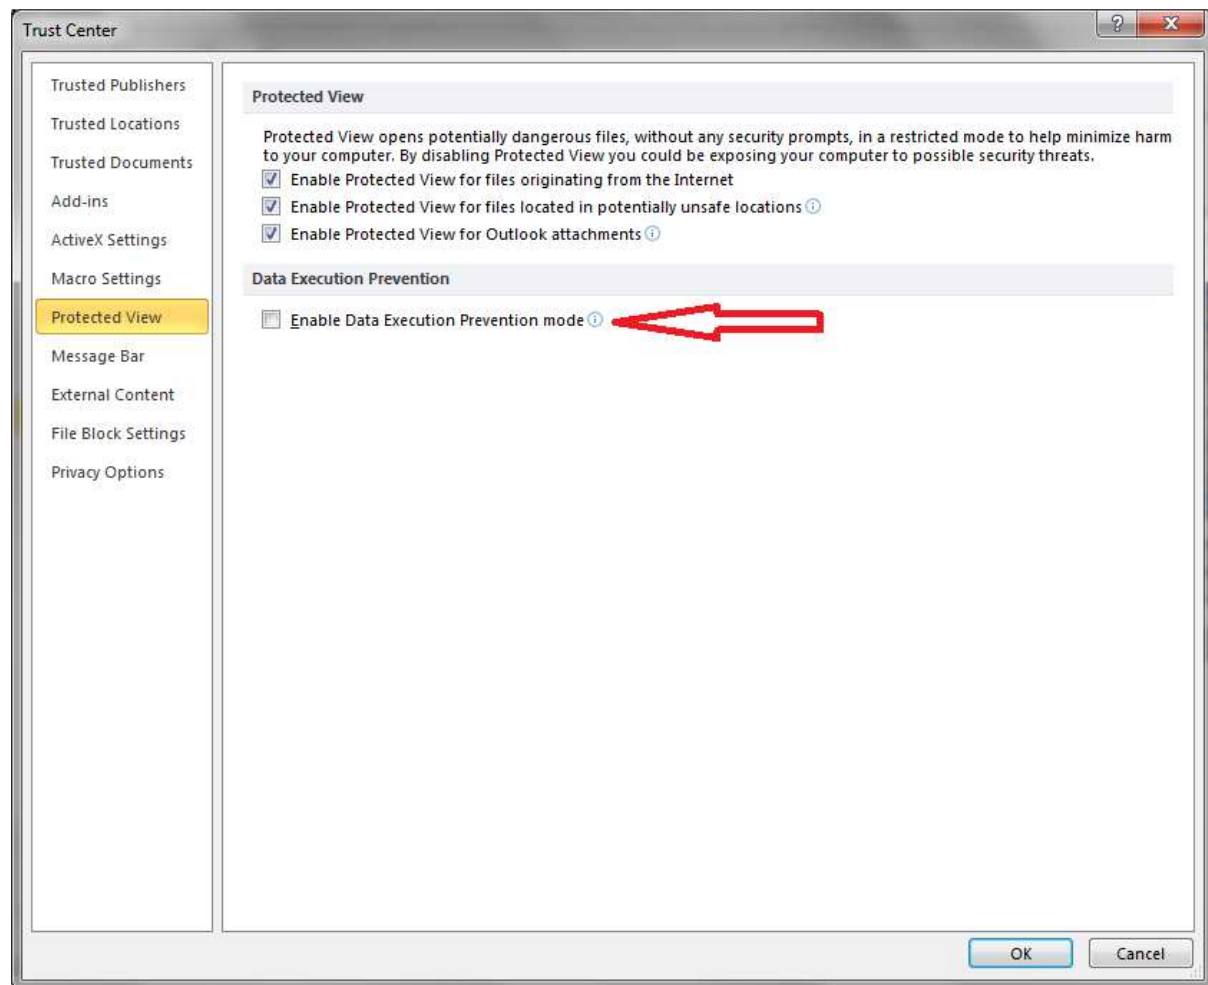 Trust Center
?
X
Trusted Publishers
Trusted Locations
Trusted Documents
Add-ins
ActiveX Settings
Macro Settings
Protected View
Message Bar
External Content
File Block Settings
Privacy Options
Protected View
Protected View opens potentially dangerous files, without any security prompts, in a restricted mode to help minimize harm
to your computer. By disabling Protected View you could be exposing your computer to possible security threats.
Enable Protected View for files originating from the Internet
Enable Protected View for files located in potentially unsafe locations
Enable Protected View for Outlook attachments
Data Execution Prevention
Enable Data Execution Prevention mode
OK
Cancel